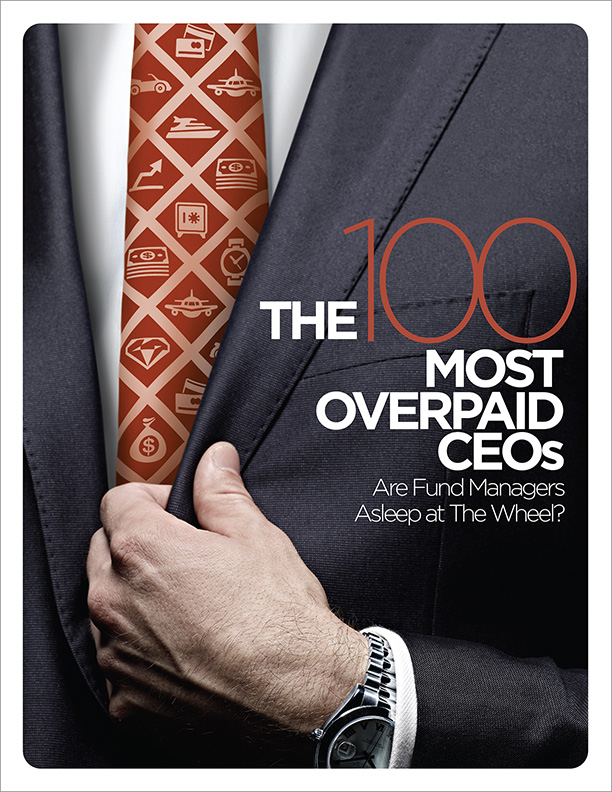 THE 100
MOST
OVERPAID
CEOs
Are Fund Managers
Asleep at The Wheel?